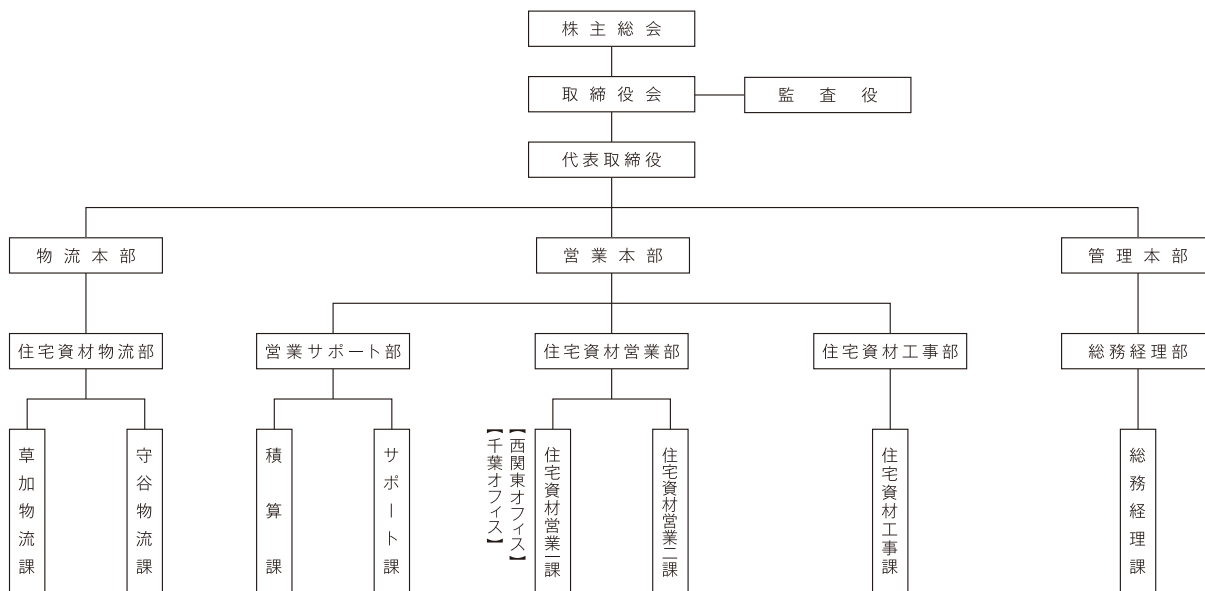 株主総会
取締役会
監査役
代表取締役
物流本部
営業本部
管理本部
住宅資材物流部
営業サポート部
住宅資材営業部
住宅資材工事部
総務経理部
草加物流課
守谷物流課
積算課
サポート課
【西関東オフィス】
【千葉オフィス】
住宅資材営業一課
住宅資材営業二課
住宅資材工事課
総務経理課